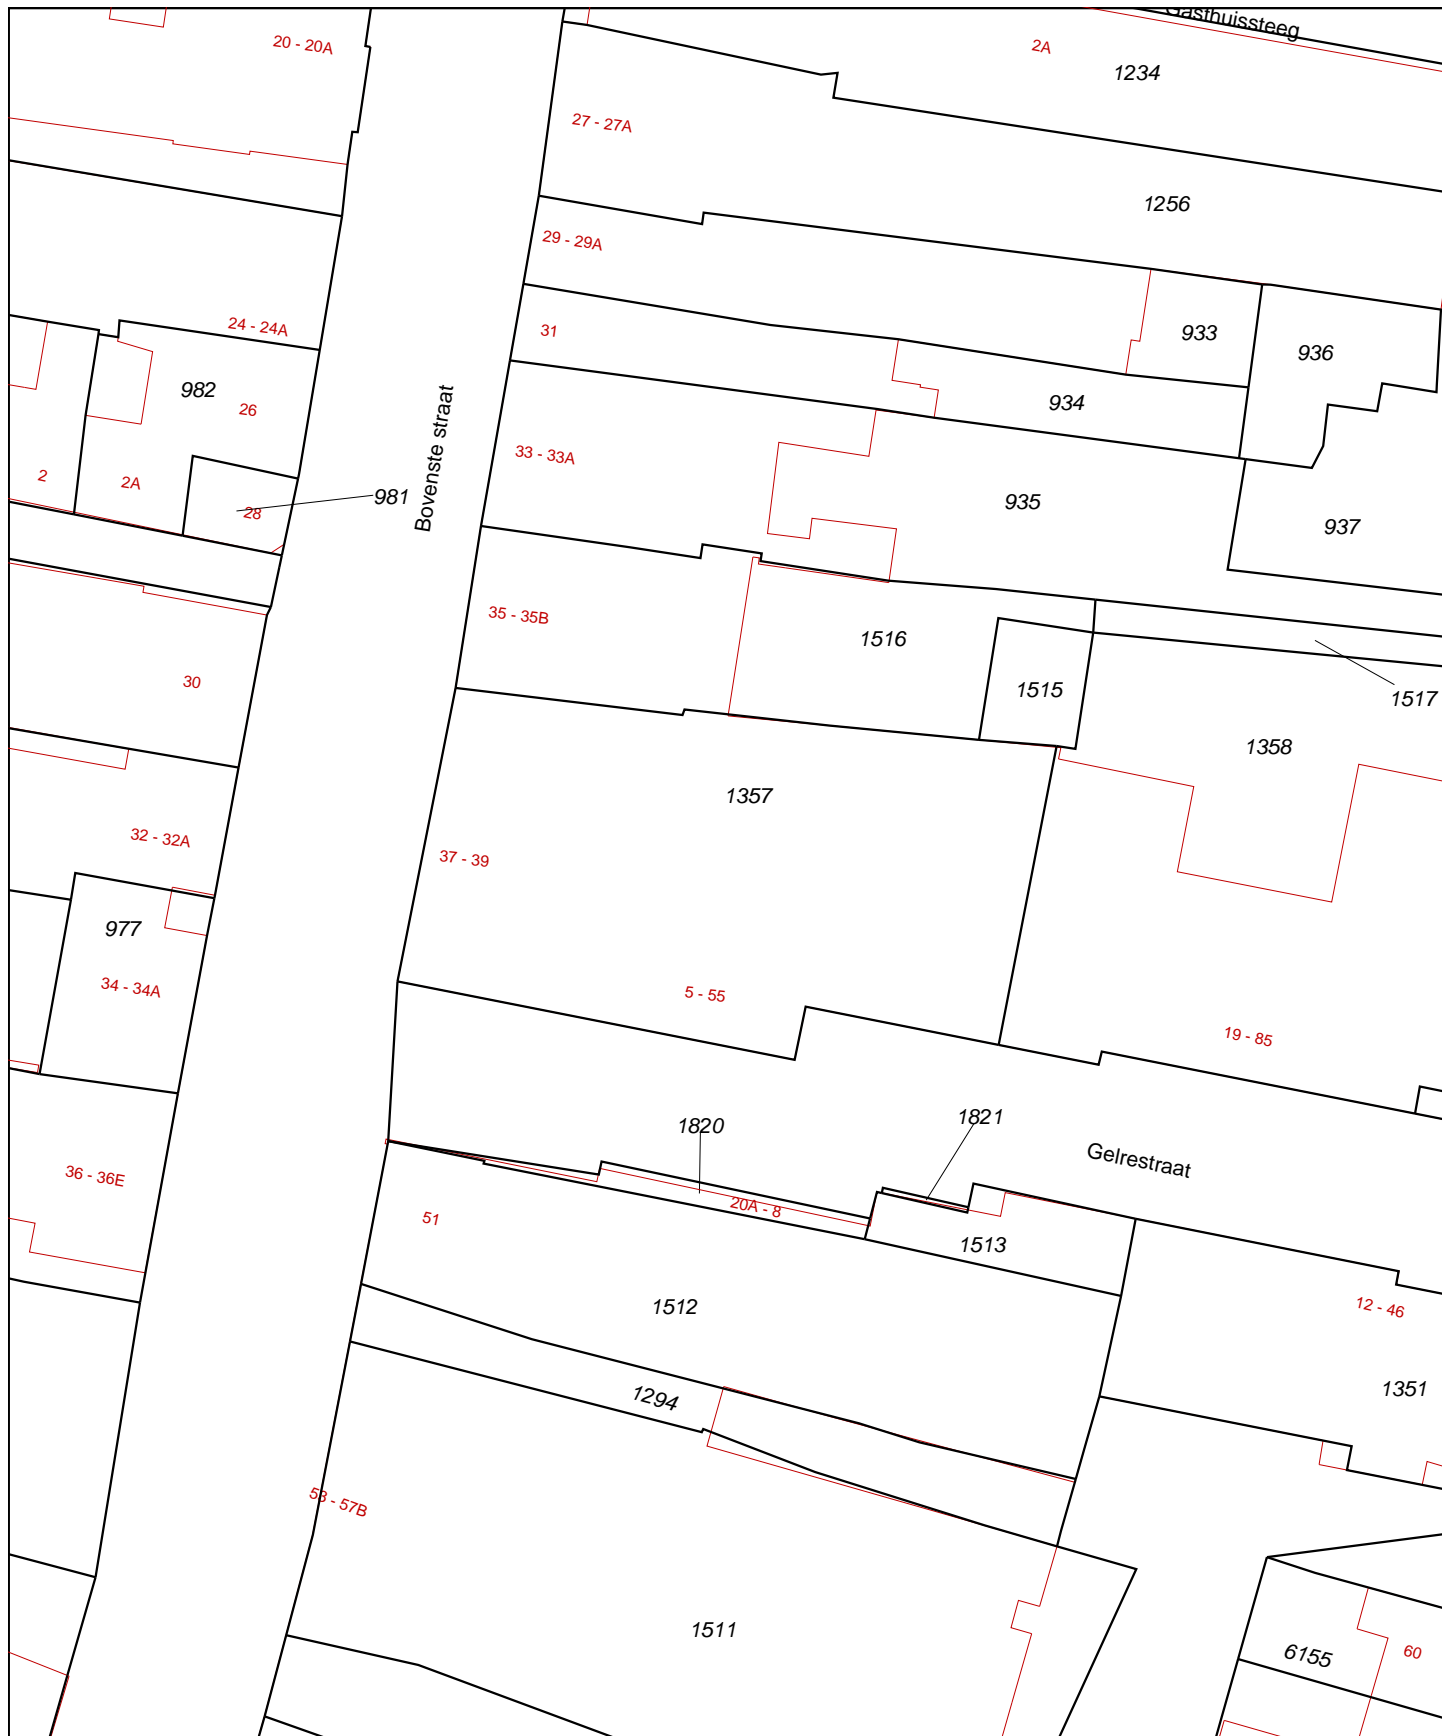 Gasthuissteeg
20 - 20A
2A
1234
27 - 27A
1256
29 - 29A
24 - 24A
31
933
936
982
26
934
Bovenste straat
33 - 33A
2
2A
981
28
935
937
35 - 35B
1516
1515
1517
30
1358
1357
32 - 32A
37 - 39
977
34 - 34A
5 - 55
19 - 85
1820
1821
Gelrestraat
36 - 36E
20A - 8
51
1513
1512
12 - 46
1294
1351
53 - 57B
1511
6155
60